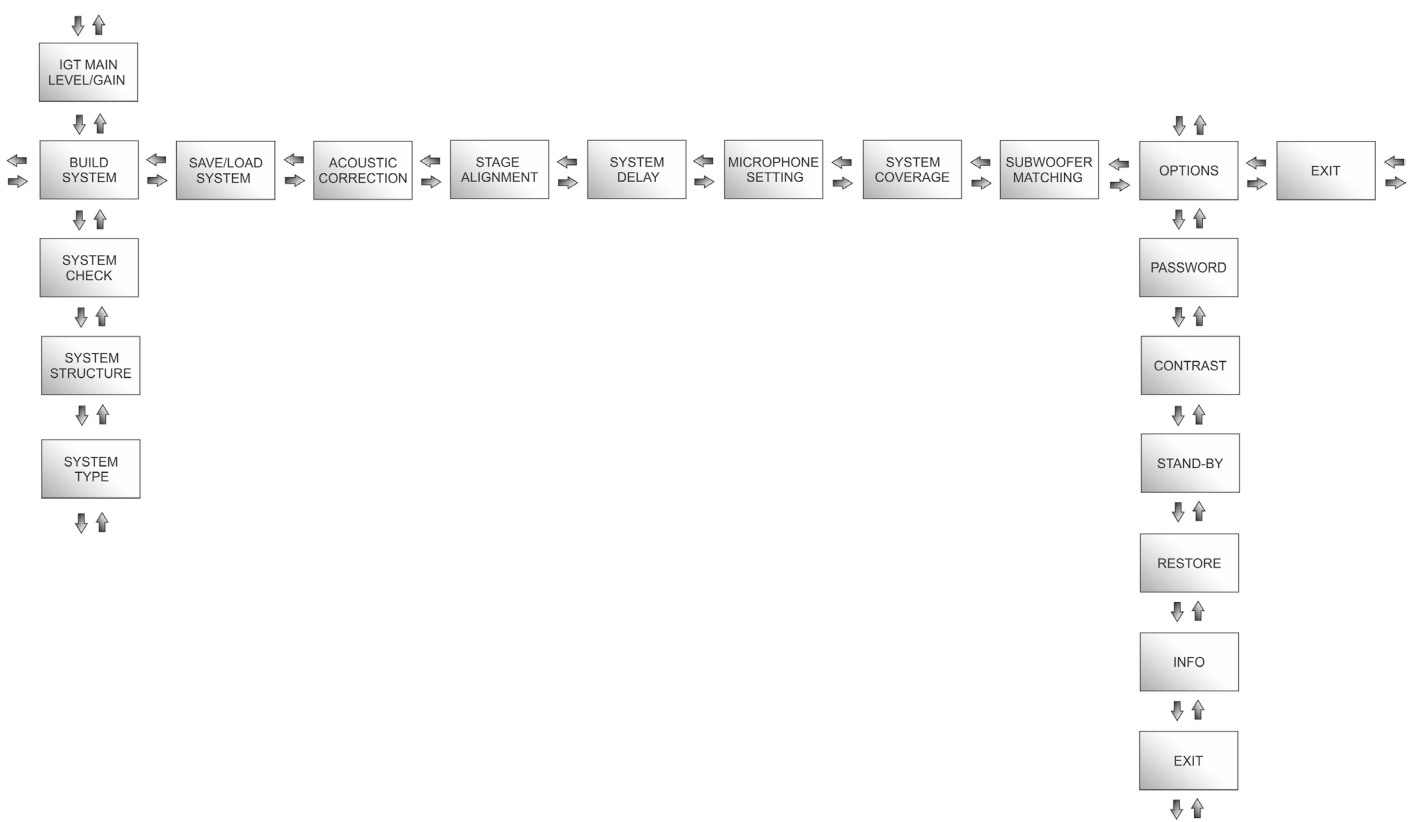 IGT MAIN
LEVEL/GAIN
BUILD
SYSTEM
SAVE/LOAD
SYSTEM
ACOUSTIC
CORRECTION
STAGE
ALIGNMENT
SYSTEM
DELAY
MICROPHONE
SETTING
SYSTEM
COVERAGE
SUBWOOFER
MATCHING
OPTIONS
EXIT
SYSTEM
CHECK
SYSTEM
STRUCTURE
SYSTEM
TYPE
PASSWORD
CONTRAST
STAND-BY
RESTORE
INFO
EXIT